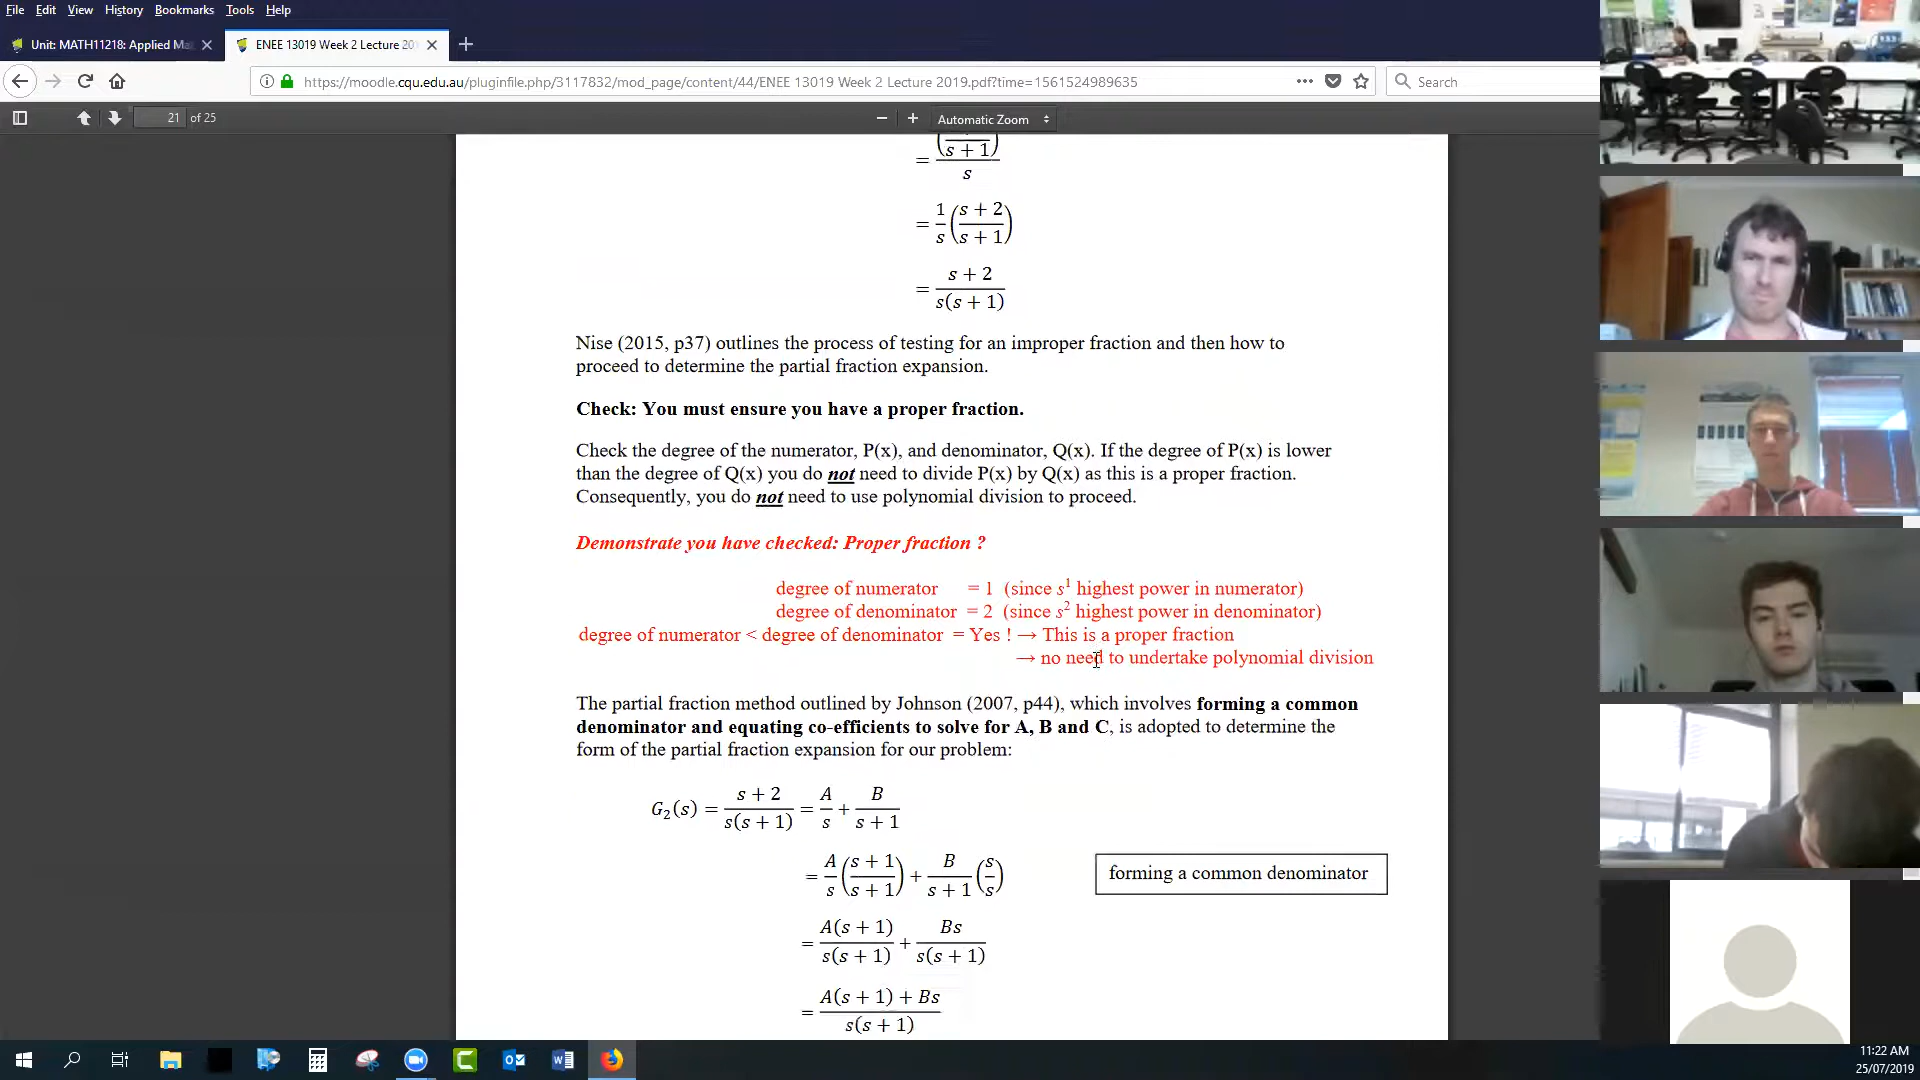 File Edit View History Bookmarks Tools Help
Unit: MATH11218: Applied Ma
ENEE 13019 Week 2 Lecture 20
https://moodle.cqu.edu.au/pluginfile.php/3117832/mod_page/content/44/ENEE 13019 Week 2 Lecture 2019.pdf?time=1561524989635
Search
21 of 25
Automatic Zoom
= (s + 1) / s
= 1/s ((s + 2)/(s + 1))
= (s + 2)/(s(s + 1))
Nise (2015, p37) outlines the process of testing for an improper fraction and then how to
proceed to determine the partial fraction expansion.
Check: You must ensure you have a proper fraction.
Check the degree of the numerator, P(x), and denominator, Q(x). If the degree of P(x) is lower
than the degree of Q(x) you do not need to divide P(x) by Q(x) as this is a proper fraction.
Consequently, you do not need to use polynomial division to proceed.
Demonstrate you have checked: Proper fraction ?
degree of numerator = 1 (since s¹ highest power in numerator)
degree of denominator = 2 (since s² highest power in denominator)
degree of numerator < degree of denominator = Yes ! → This is a proper fraction
→ no need to undertake polynomial division
The partial fraction method outlined by Johnson (2007, p44), which involves forming a common
denominator and equating co-efficients to solve for A, B and C, is adopted to determine the
form of the partial fraction expansion for our problem:
G₂(s) = (s + 2)/(s(s + 1)) = A/s + B/(s + 1)
= A/s ((s + 1)/(s + 1)) + B/(s + 1) (s/s)
forming a common denominator
= A(s + 1)/(s(s + 1)) + Bs/(s(s + 1))
= (A(s + 1) + Bs)/(s(s + 1))
11:22 AM
25/07/2019